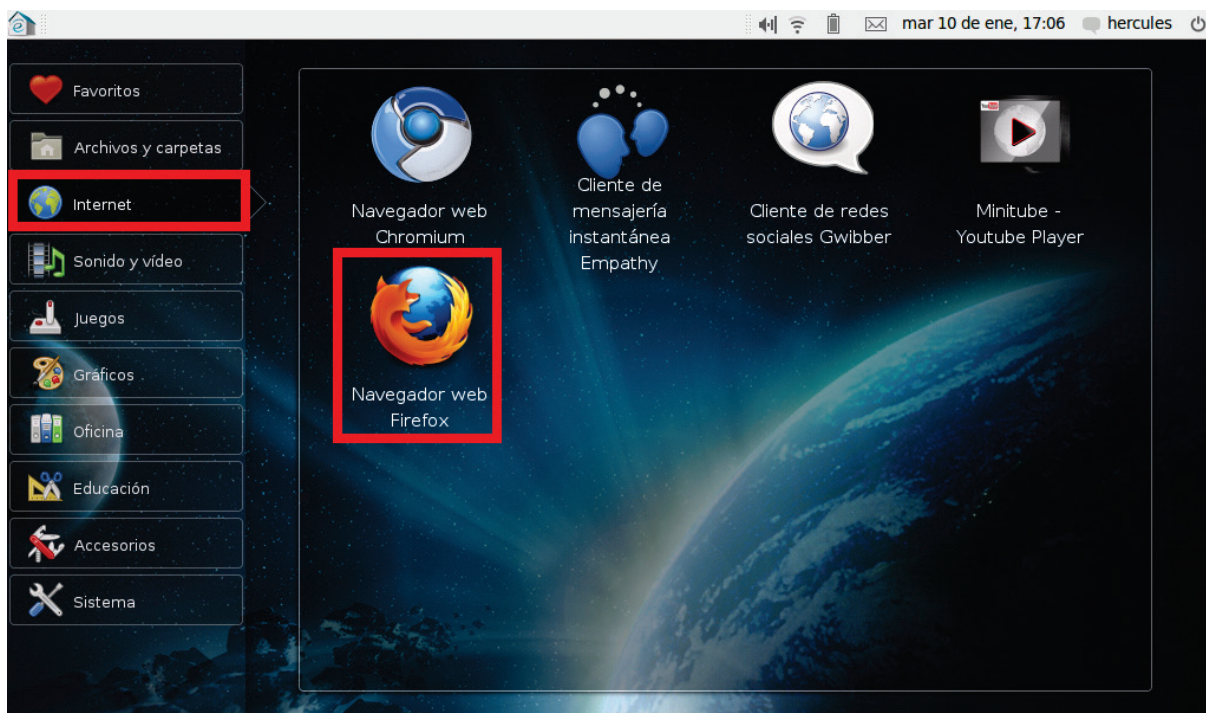 mar 10 de ene, 17:06
hercules
Favoritos
Archivos y carpetas
Internet
Sonido y vídeo
Juegos
Gráficos
Oficina
Educación
Accesorios
Sistema
Navegador web
Chromium
Cliente de
mensajería
instantánea
Empathy
Cliente de redes
sociales Gwibber
Minitube -
Youtube Player
Navegador web
Firefox